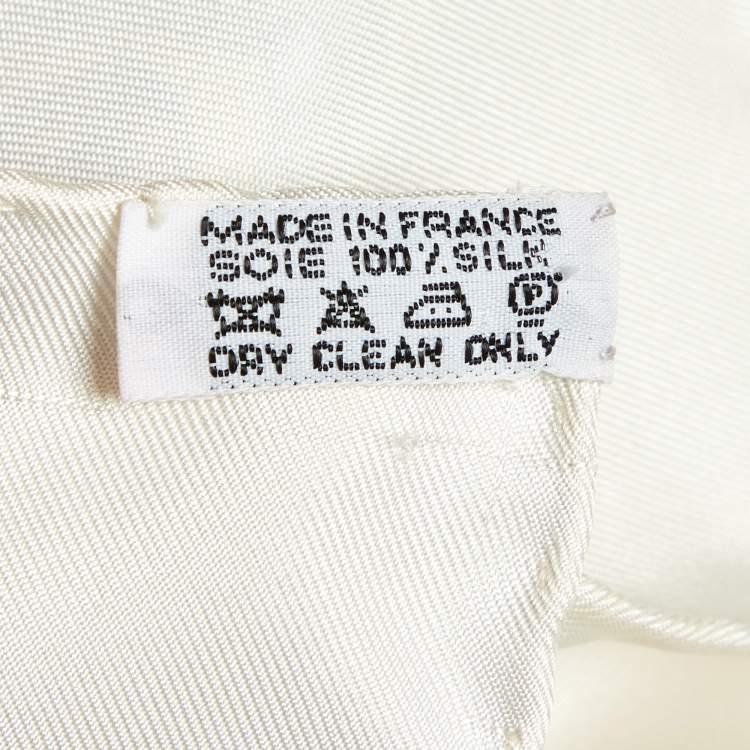 MADE IN FRANCE
SOIE 100% SILK
P
DRY CLEAN ONLY